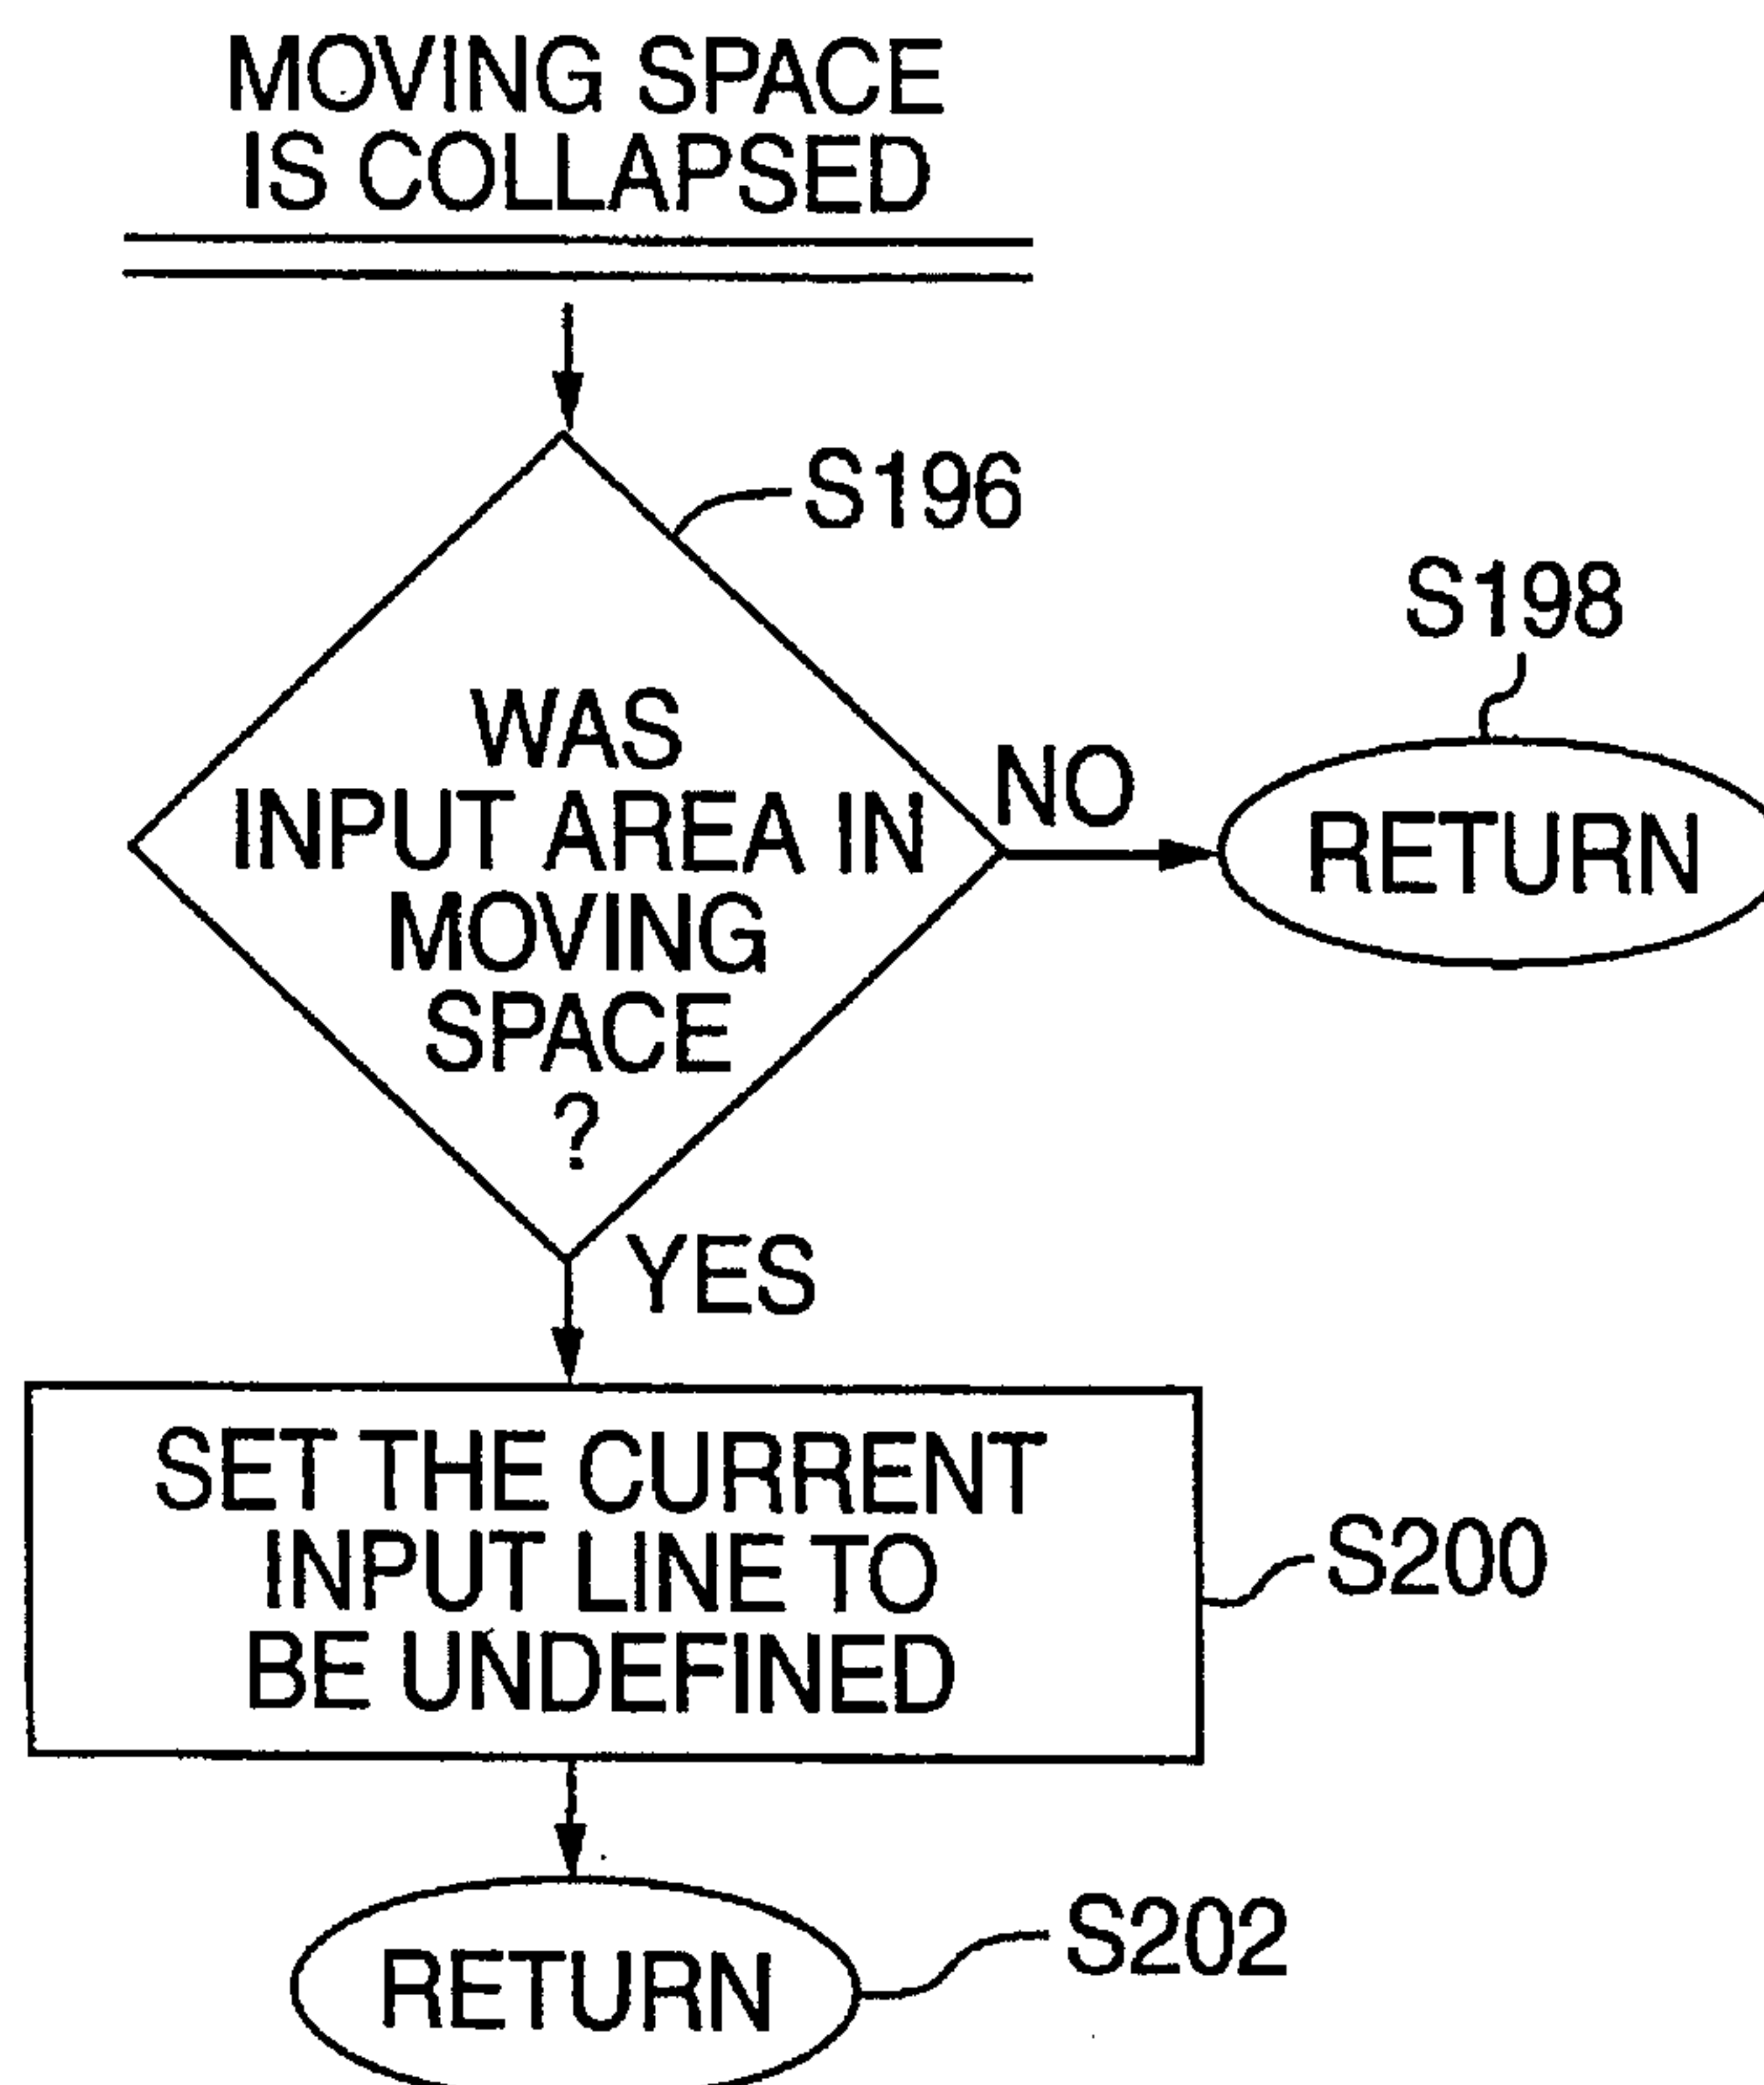 MOVING SPACE
IS COLLAPSED
S196
S198
WAS
INPUT AREA IN
MOVING
SPACE
?
NO
RETURN
YES
SET THE CURRENT
INPUT LINE TO
BE UNDEFINED
S200
RETURN
S202